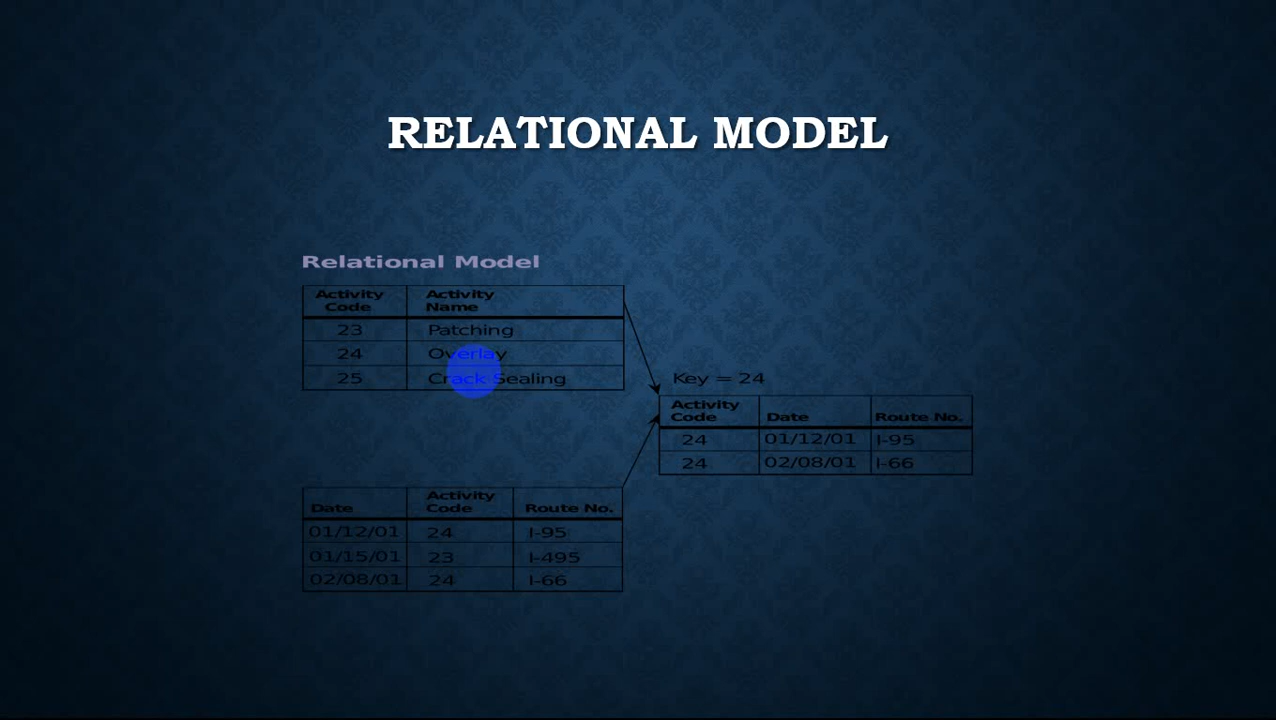 RELATIONAL MODEL
Relational Model
Activity Code Activity Name
23 Patching
24 Overlay
25 Crack Sealing
Key = 24
Activity Code Date Route No.
24 01/12/01 I-95
24 02/08/01 I-66
Date Activity Code Route No.
01/12/01 24 I-95
01/15/01 23 I-495
02/08/01 24 I-66